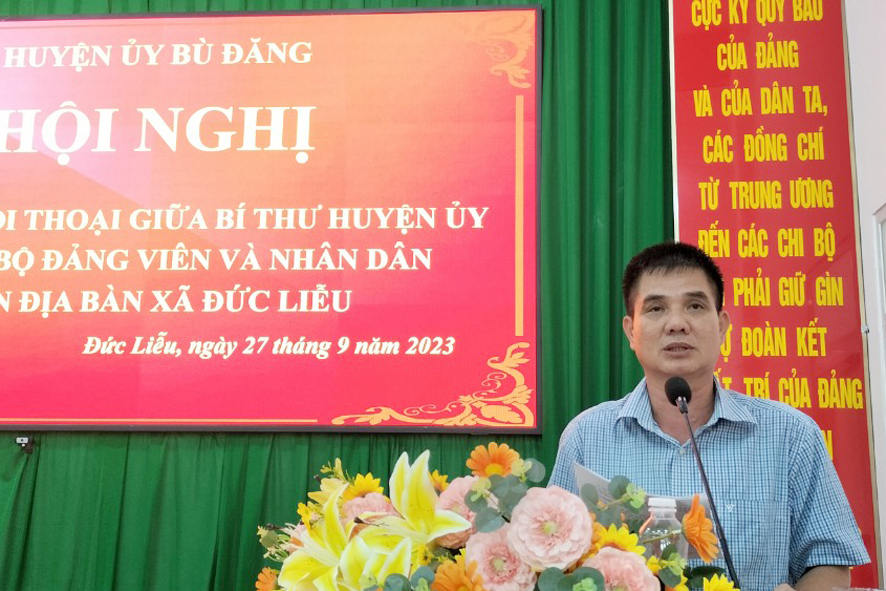 HUYỆN ỦY BÙ ĐĂNG
HỘI NGHỊ
THOẠI GIỮA BÍ THƯ HUYỆN ỦY
BỘ ĐẢNG VIÊN VÀ NHÂN DÂN
ĐỊA BÀN XÃ ĐỨC LIỄU
Đức Liễu, ngày 27 tháng 9 năm 2023
CỰC KỲ QUÝ BÁU
CỦA ĐẢNG
VÀ CỦA DÂN TA,
CÁC ĐỒNG CHÍ
TỪ TRUNG ƯƠNG
ĐẾN CÁC CHI BỘ
PHẢI GIỮ GÌN
ĐOÀN KẾT
TRÍ CỦA ĐẢNG